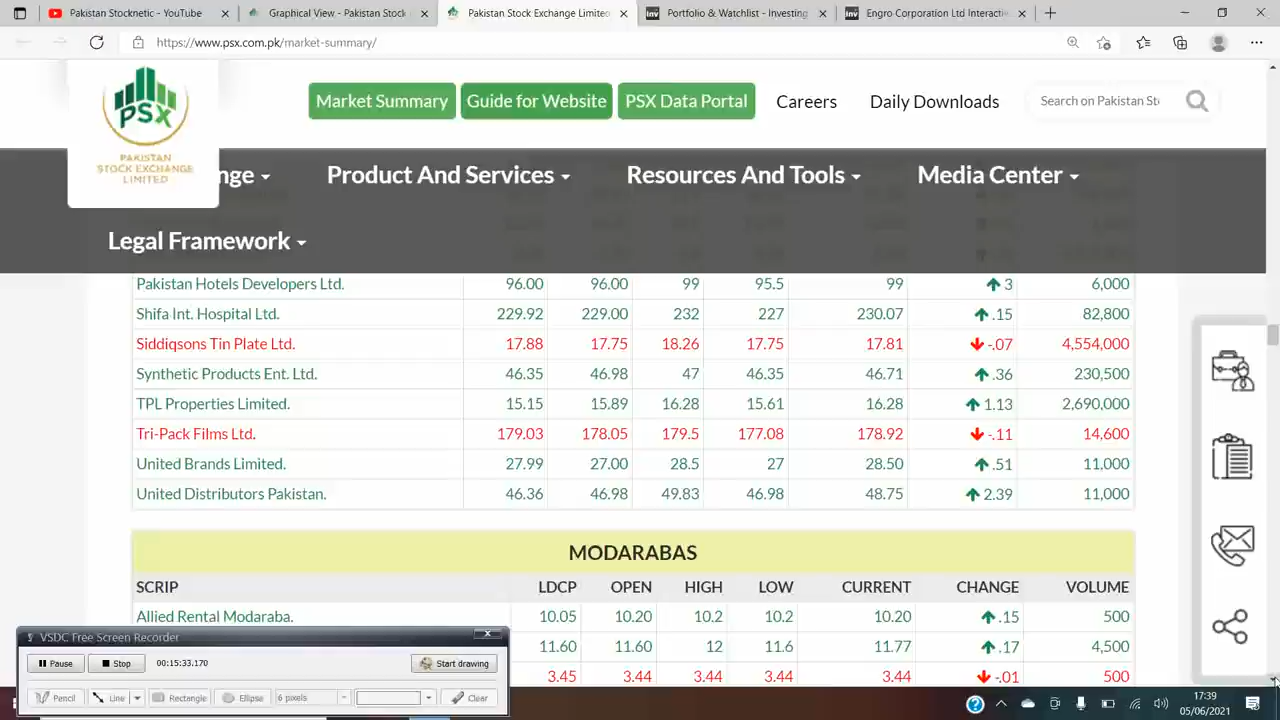 Pakistan Stocknetic - YouTube
Graphical View - Pakistan Stock
Pakistan Stock Exchange Limite
Portfolio & Watchlist - Investing
Engro Corporation Ltd Interacti
https://www.psx.com.pk/market-summary/
PSX
PAKISTAN
STOCK EXCHANGE
LIMITED
Market Summary Guide for Website PSX Data Portal Careers Daily Downloads Search on Pakistan St
nge Product And Services Resources And Tools Media Center
Legal Framework
Pakistan Hotels Developers Ltd. 96.00 96.00 99 95.5 99 3 6,000
Shifa Int. Hospital Ltd. 229.92 229.00 232 227 230.07 .15 82,800
Siddiqsons Tin Plate Ltd. 17.88 17.75 18.26 17.75 17.81 -.07 4,554,000
Synthetic Products Ent. Ltd. 46.35 46.98 47 46.35 46.71 .36 230,500
TPL Properties Limited. 15.15 15.89 16.28 15.61 16.28 1.13 2,690,000
Tri-Pack Films Ltd. 179.03 178.05 179.5 177.08 178.92 -.11 14,600
United Brands Limited. 27.99 27.00 28.5 27 28.50 .51 11,000
United Distributors Pakistan. 46.36 46.98 49.83 46.98 48.75 2.39 11,000
MODARABAS
SCRIP LDCP OPEN HIGH LOW CURRENT CHANGE VOLUME
Allied Rental Modaraba. 10.05 10.20 10.2 10.2 10.20 .15 500
11.60 11.60 12 11.6 11.77 .17 4,500
3.45 3.44 3.44 3.44 3.44 -.01 500
VSDC Free Screen Recorder
Pause Stop 00:15:33.170 Start drawing
Pencil Line Rectangle Ellipse 6 pixels Clear
17:39
05/06/2021